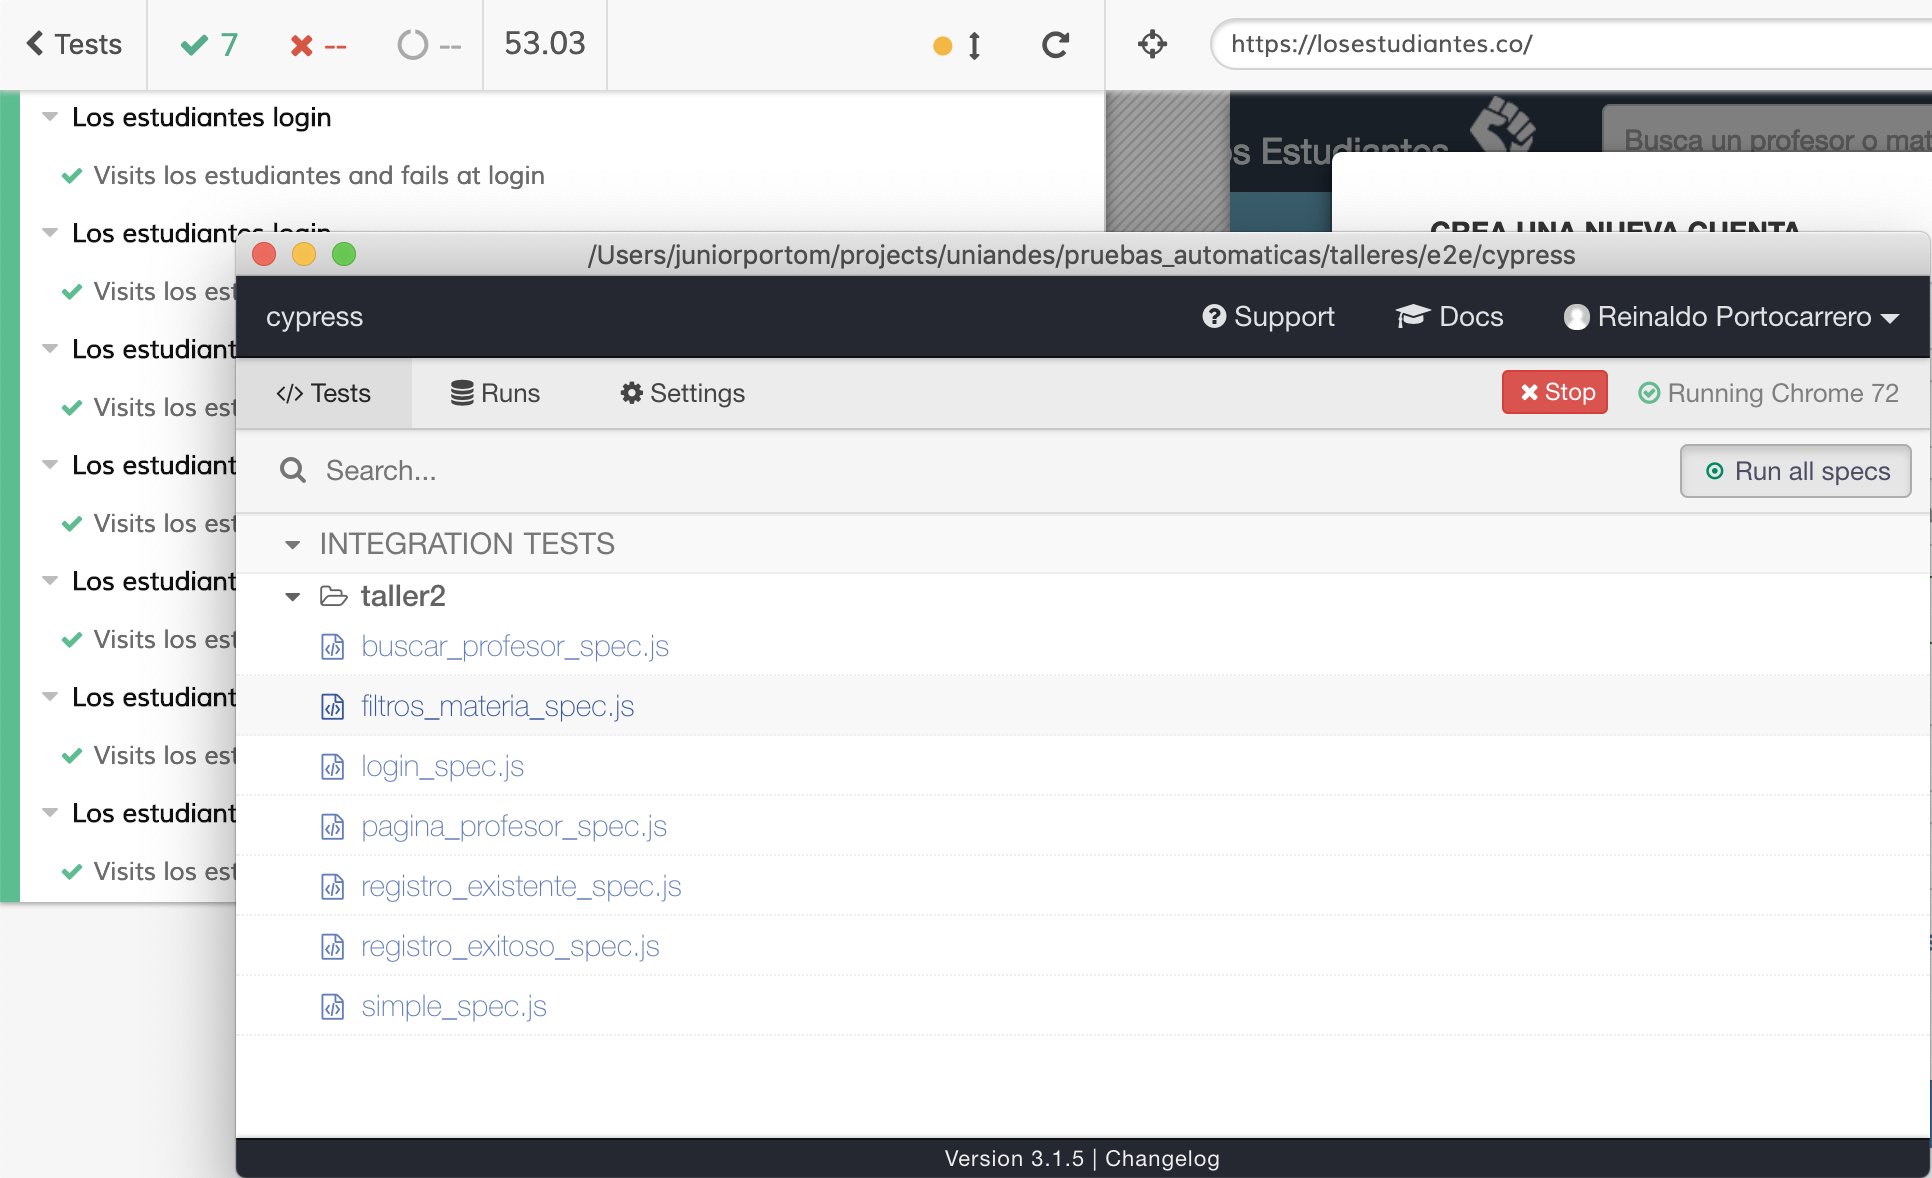 Tests
7
--
--
53.03
https://losestudiantes.co/
Los estudiantes login
Visits los estudiantes and fails at login
Los estudiantes login
Visits los est
Los estudiant
Visits los est
Los estudiant
Visits los est
Los estudiant
Visits los est
Los estudiant
Visits los est
Los estudiant
Visits los est
s Estudiantes
Busca un profesor o mat
CREA UNA NUEVA CUENTA
/Users/juniorportom/projects/uniandes/pruebas_automaticas/talleres/e2e/cypress
cypress
Support
Docs
Reinaldo Portocarrero
</> Tests
Runs
Settings
Stop
Running Chrome 72
Search...
Run all specs
INTEGRATION TESTS
taller2
buscar_profesor_spec.js
filtros_materia_spec.js
login_spec.js
pagina_profesor_spec.js
registro_existente_spec.js
registro_exitoso_spec.js
simple_spec.js
Version 3.1.5 | Changelog